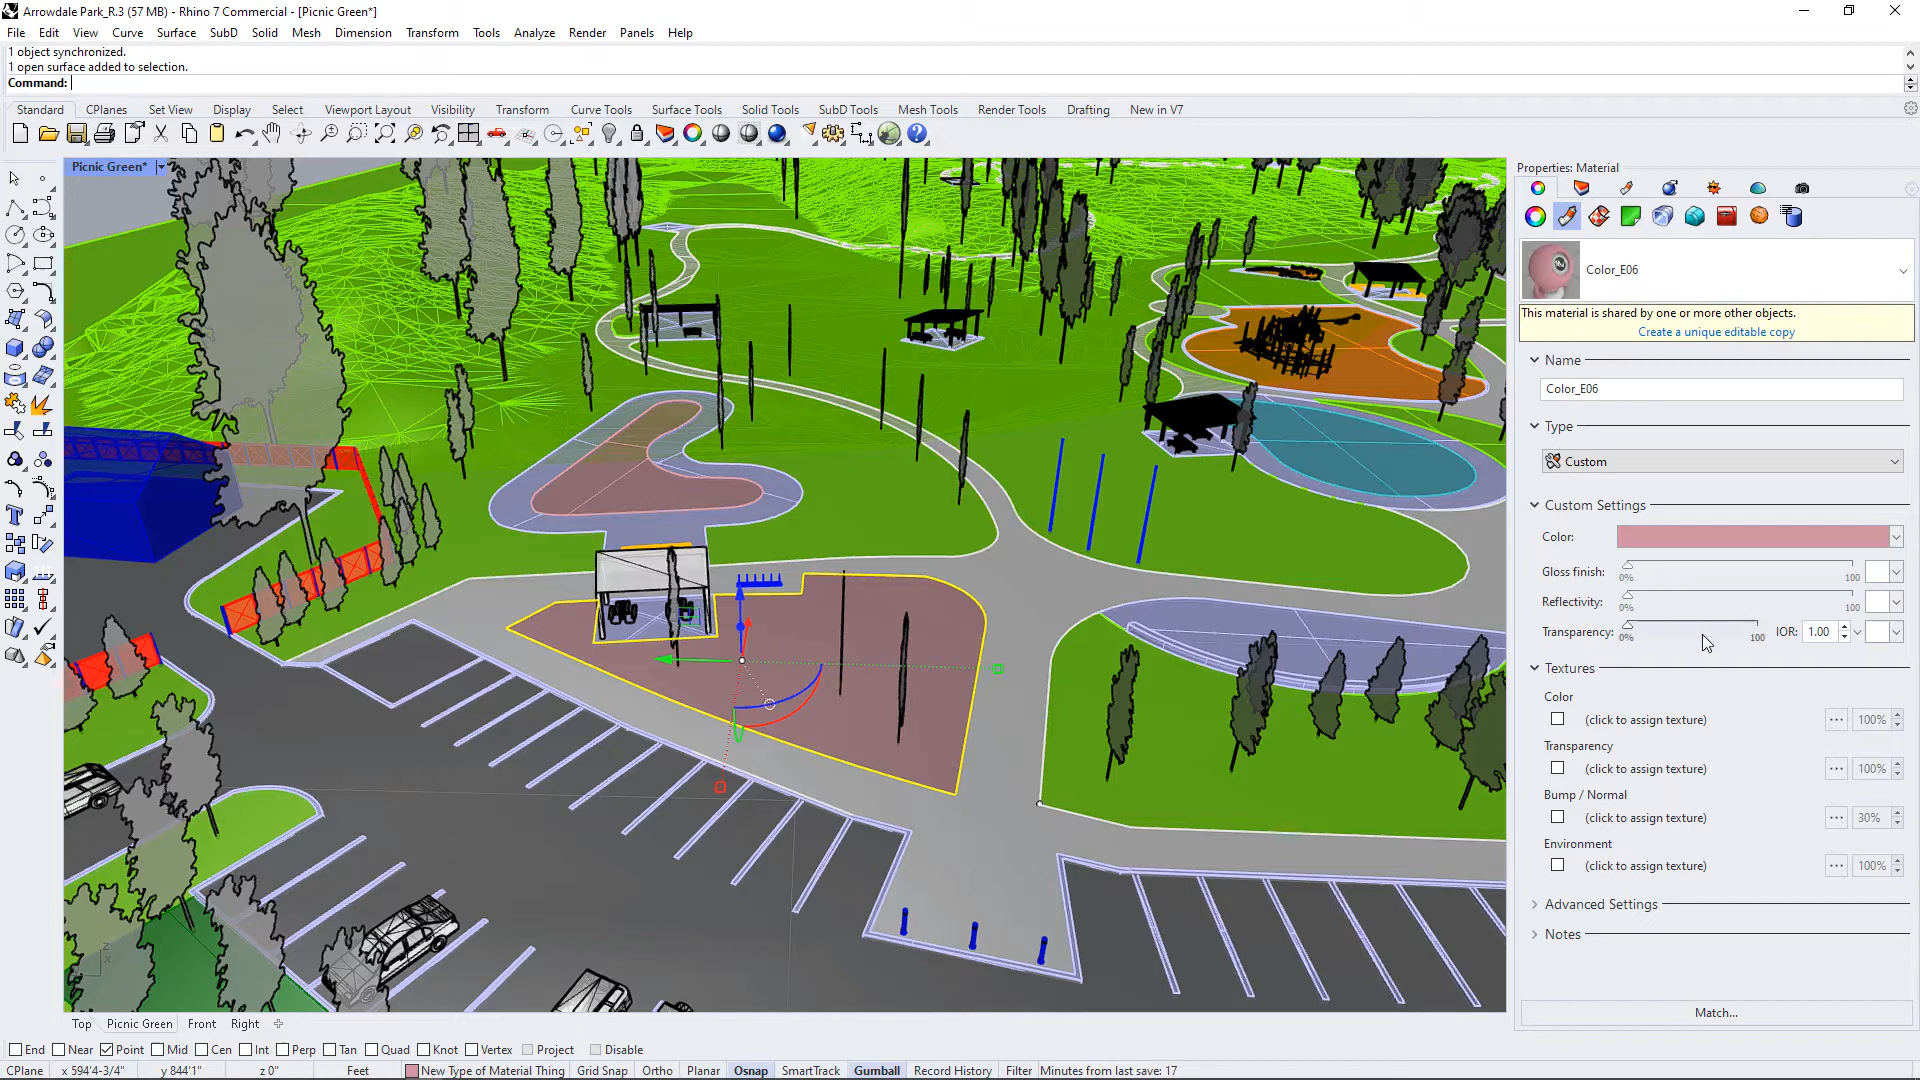 Arrowdale Park_R.3 (57 MB) - Rhino 7 Commercial - [Picnic Green*]
File Edit View Curve Surface SubD Solid Mesh Dimension Transform Tools Analyze Render Panels Help
1 object synchronized.
1 open surface added to selection.
Command:
Standard CPlanes Set View Display Select Viewport Layout Visibility Transform Curve Tools Surface Tools Solid Tools SubD Tools Mesh Tools Render Tools Drafting New in V7
Picnic Green*
Properties: Material
Color_E06
This material is shared by one or more other objects.
Create a unique editable copy
Name
Color_E06
Type
Custom
Custom Settings
Color:
Gloss finish: 0% 100
Reflectivity: 0% 100
Transparency: 0% 100 IOR: 1.00
Textures
Color
(click to assign texture) ... 100%
Transparency
(click to assign texture) ... 100%
Bump / Normal
(click to assign texture) ... 30%
Environment
(click to assign texture) ... 100%
Advanced Settings
Notes
Match...
z
x
Top Picnic Green Front Right
End Near Point Mid Cen Int Perp Tan Quad Knot Vertex Project Disable
CPlane x 594'4-3/4" y 844'1" z 0" Feet New Type of Material Thing Grid Snap Ortho Planar Osnap SmartTrack Gumball Record History Filter Minutes from last save: 17